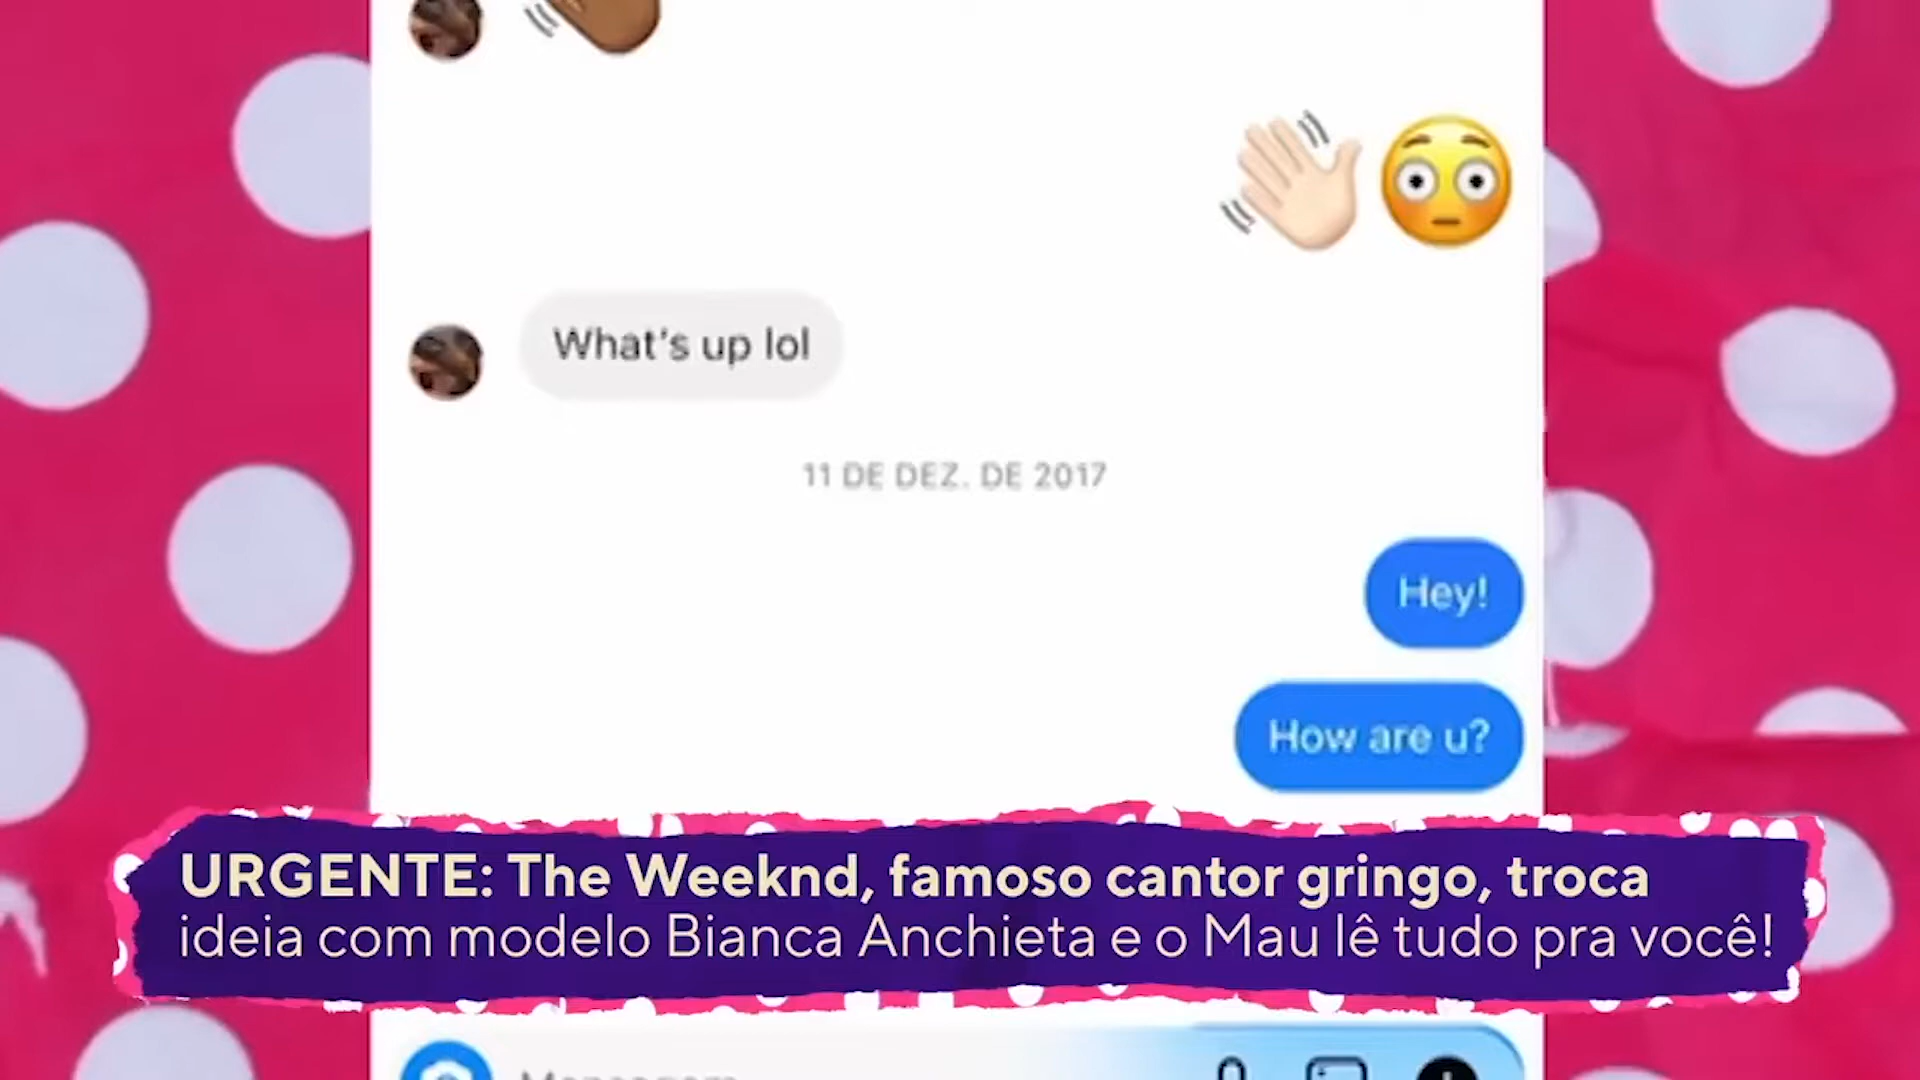 What's up lol
11 DE DEZ. DE 2017
Hey!
How are u?
URGENTE: The Weeknd, famoso cantor gringo, troca
ideia com modelo Bianca Anchieta e o Mau lê tudo pra você!